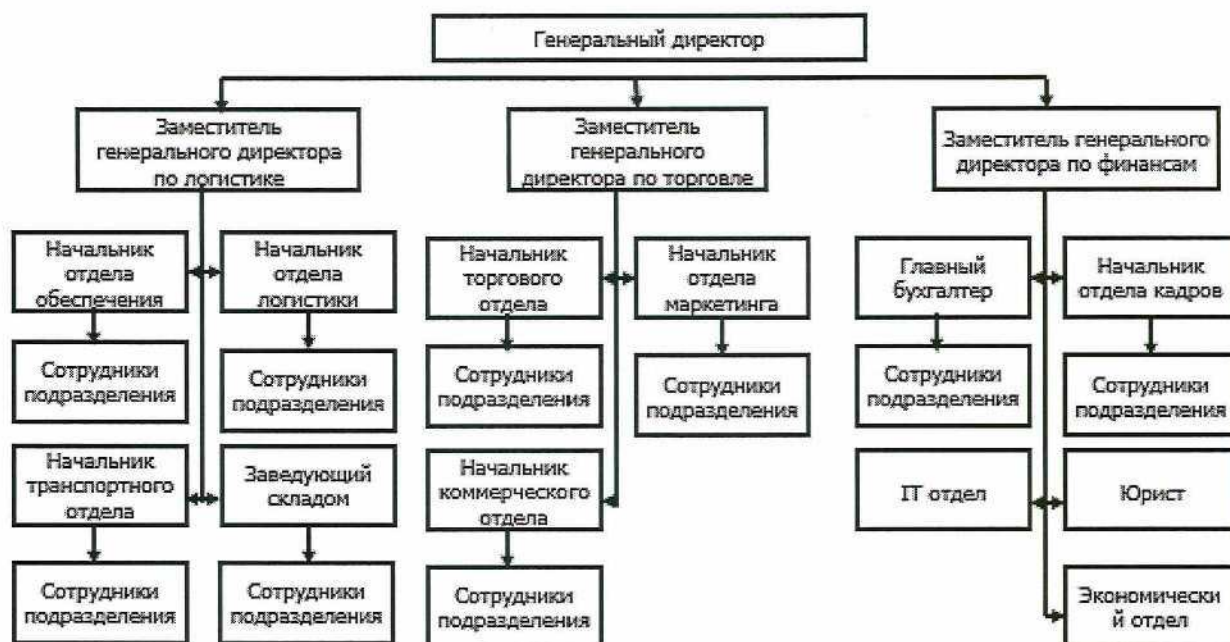 Генеральный директор
Заместитель
генерального директора
по логистике
Заместитель
генерального
директора по торговле
Заместитель генерального
директора по финансам
Начальник
отдела
обеспечения
Начальник
отдела
логистики
Начальник
торгового
отдела
Начальник
отдела
маркетинга
Главный
бухгалтер
Начальник
отдела кадров
Сотрудники
подразделения
Сотрудники
подразделения
Сотрудники
подразделения
Сотрудники
подразделения
Сотрудники
подразделения
Сотрудники
подразделения
Начальник
транспортного
отдела
Заведующий
складом
Начальник
коммерческого
отдела
IT отдел
Юрист
Сотрудники
подразделения
Сотрудники
подразделения
Сотрудники
подразделения
Экономически
й отдел